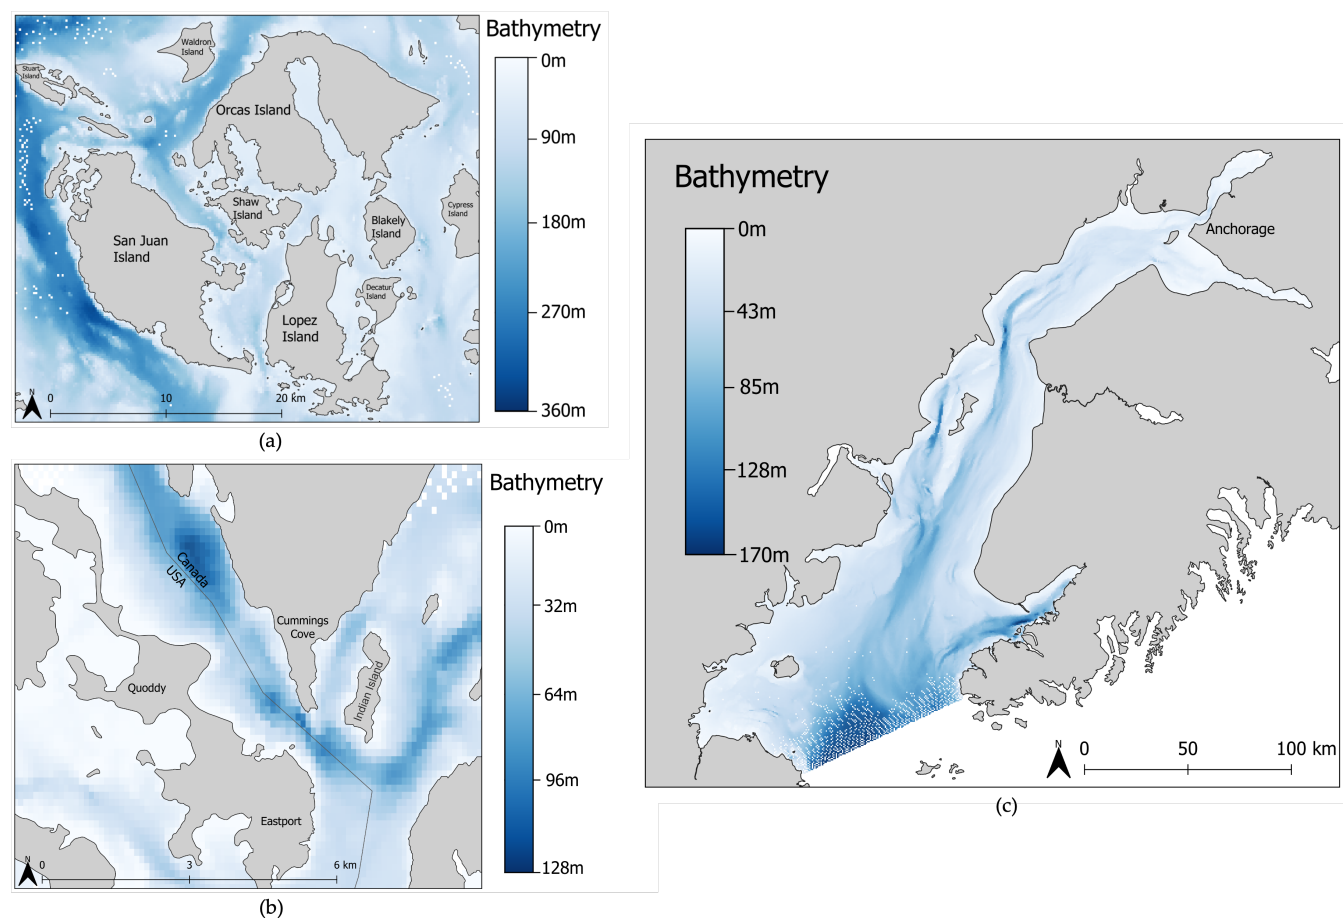 Bathymetry
0m
90m
180m
270m
360m
Waldron
Island
Stuart
Island
Orcas Island
Shaw
Island
Cypress
Island
Blakely
Island
San Juan
Island
Decatur
Island
Lopez
Island
N
0
10
20 km
(a)
Bathymetry
0m
32m
64m
96m
128m
Canada
USA
Cummings
Cove
Indian Island
Quoddy
Eastport
N
0
3
6 km
(b)
Bathymetry
0m
43m
85m
128m
170m
Anchorage
N
0
50
100 km
(c)